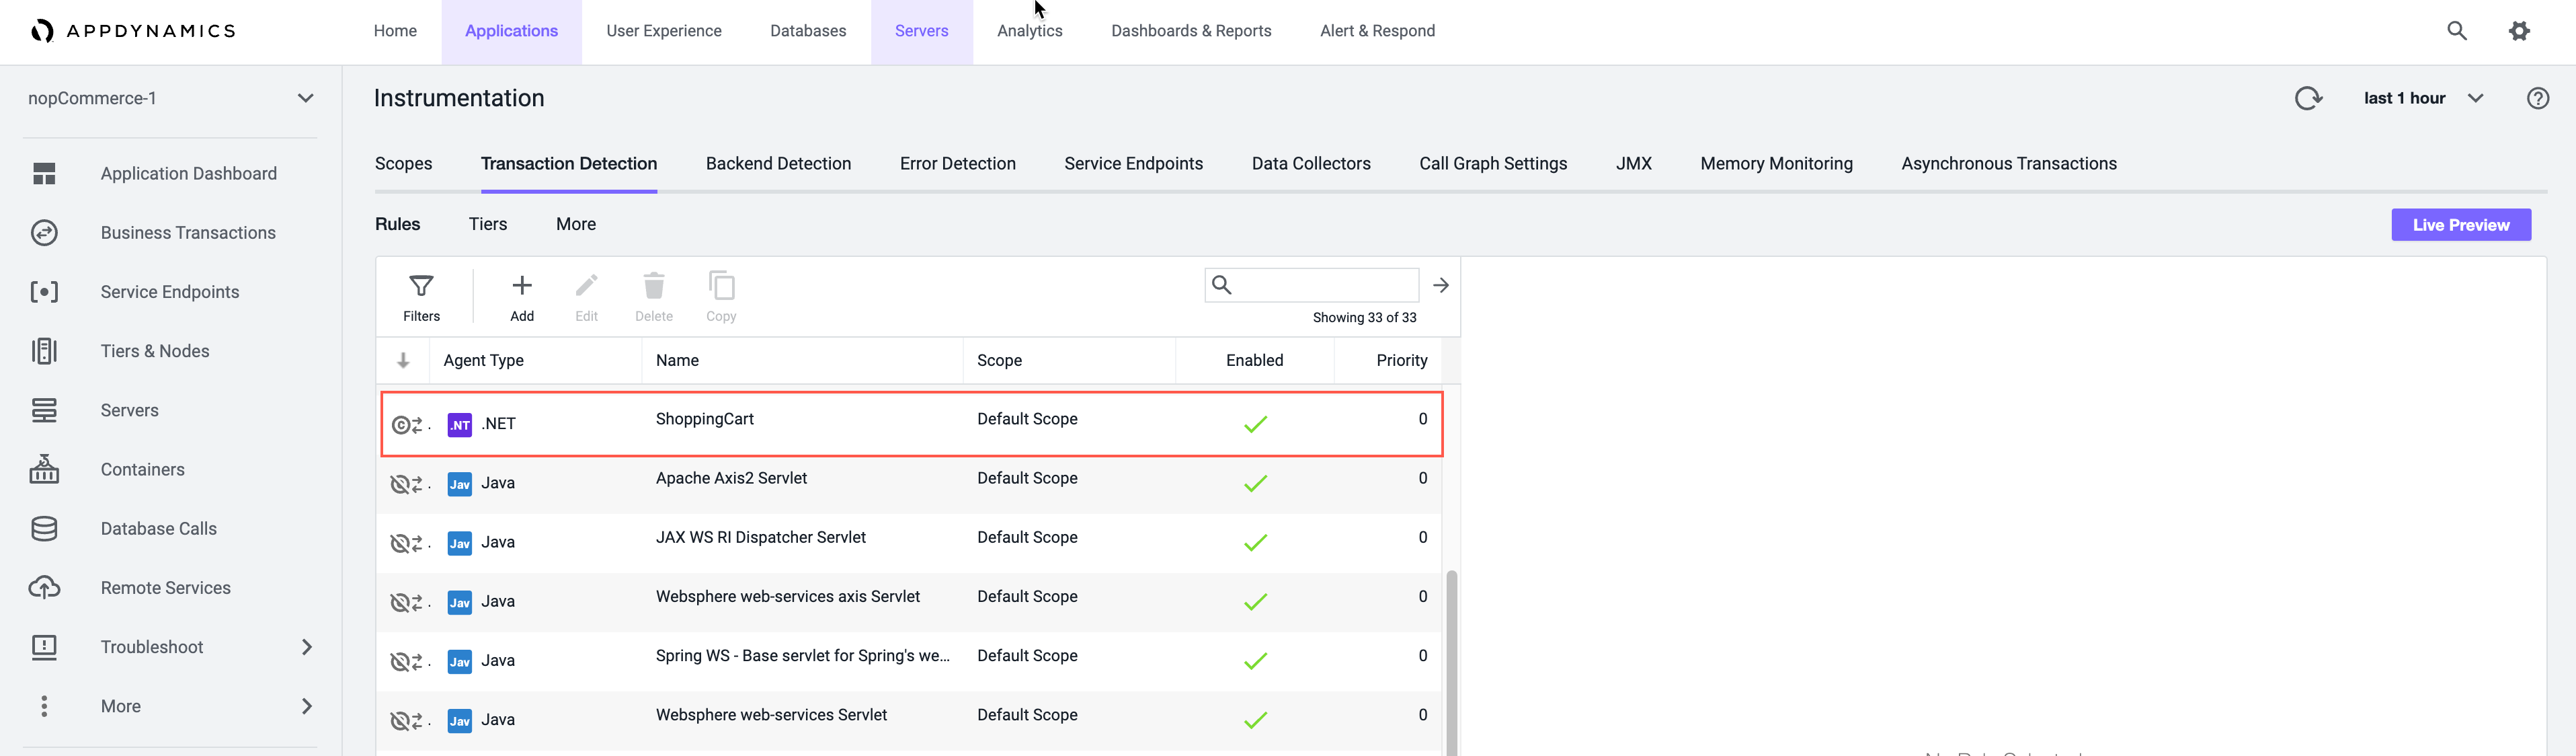 APPDYNAMICS
Home Applications User Experience Databases Servers Analytics Dashboards & Reports Alert & Respond
nopCommerce-1
Application Dashboard
Business Transactions
Service Endpoints
Tiers & Nodes
Servers
Containers
Database Calls
Remote Services
Troubleshoot
More
Instrumentation
last 1 hour
Scopes Transaction Detection Backend Detection Error Detection Service Endpoints Data Collectors Call Graph Settings JMX Memory Monitoring Asynchronous Transactions
Rules Tiers More
Live Preview
Filters Add Edit Delete Copy
Showing 33 of 33
Agent Type Name Scope Enabled Priority
.NT .NET ShoppingCart Default Scope 0
Jav Java Apache Axis2 Servlet Default Scope 0
Jav Java JAX WS RI Dispatcher Servlet Default Scope 0
Jav Java Websphere web-services axis Servlet Default Scope 0
Jav Java Spring WS - Base servlet for Spring's we... Default Scope 0
Jav Java Websphere web-services Servlet Default Scope 0